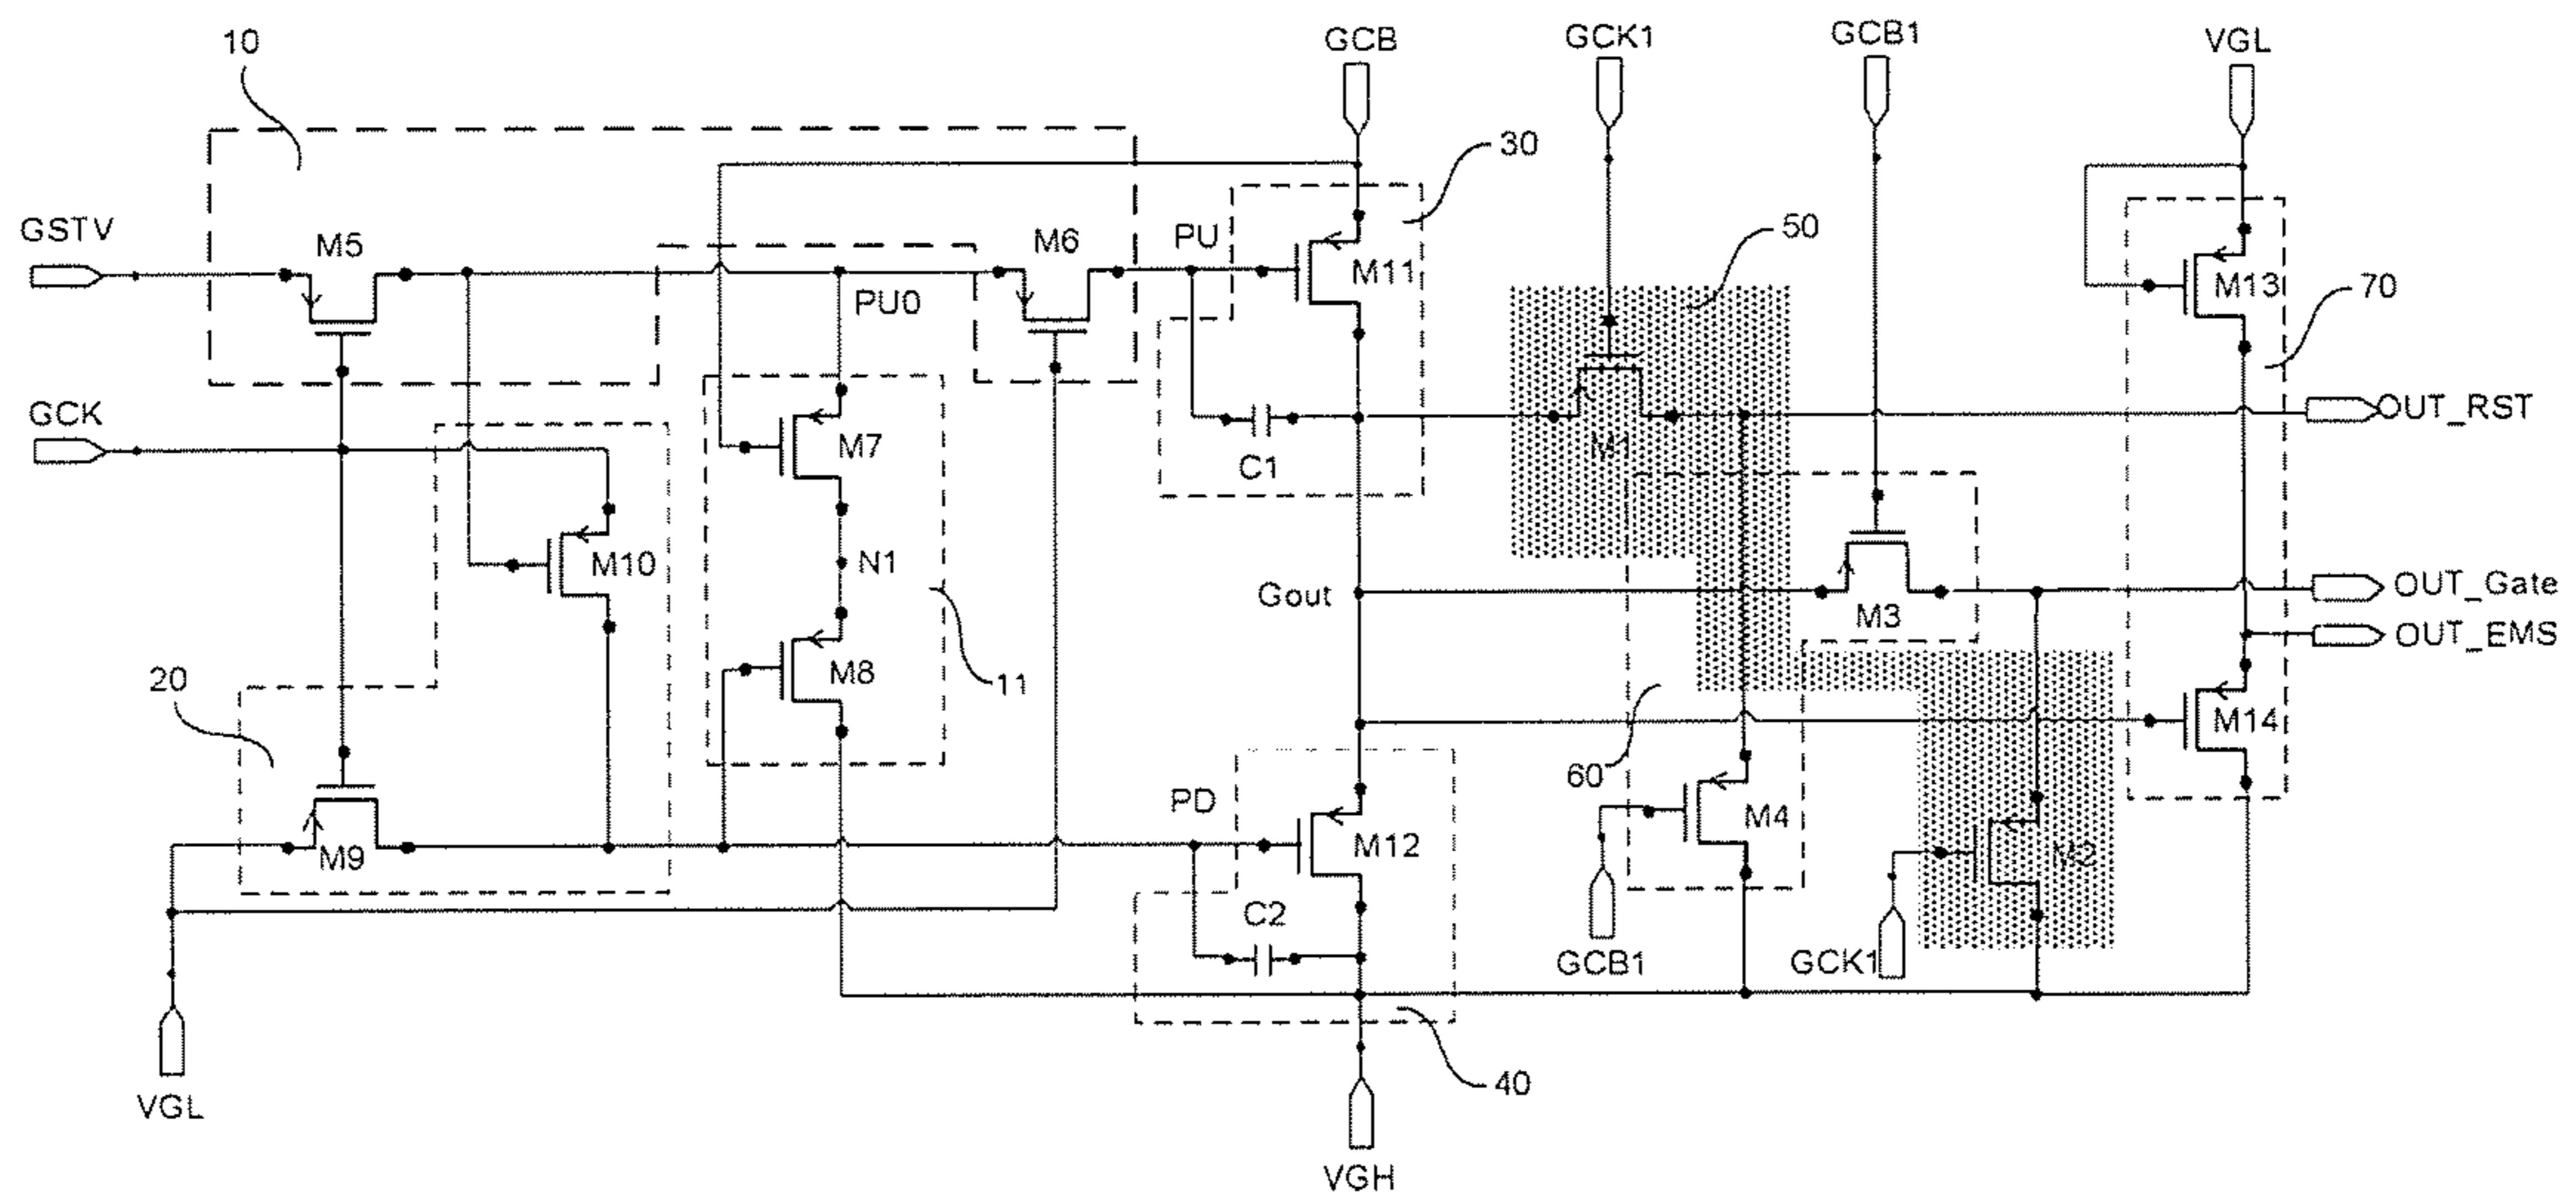 10
GCB
GCK1
GCB1
VGL
30
GSTV
M5
M6
PU
M11
50
M13
70
PU0
GCK
M7
C1
M1
OUT_RST
M10
N1
Gout
M3
OUT_Gate
OUT_EMS
20
M8
11
M14
60
PD
M9
M12
M4
M2
C2
GCB1
GCK1
40
VGL
VGH